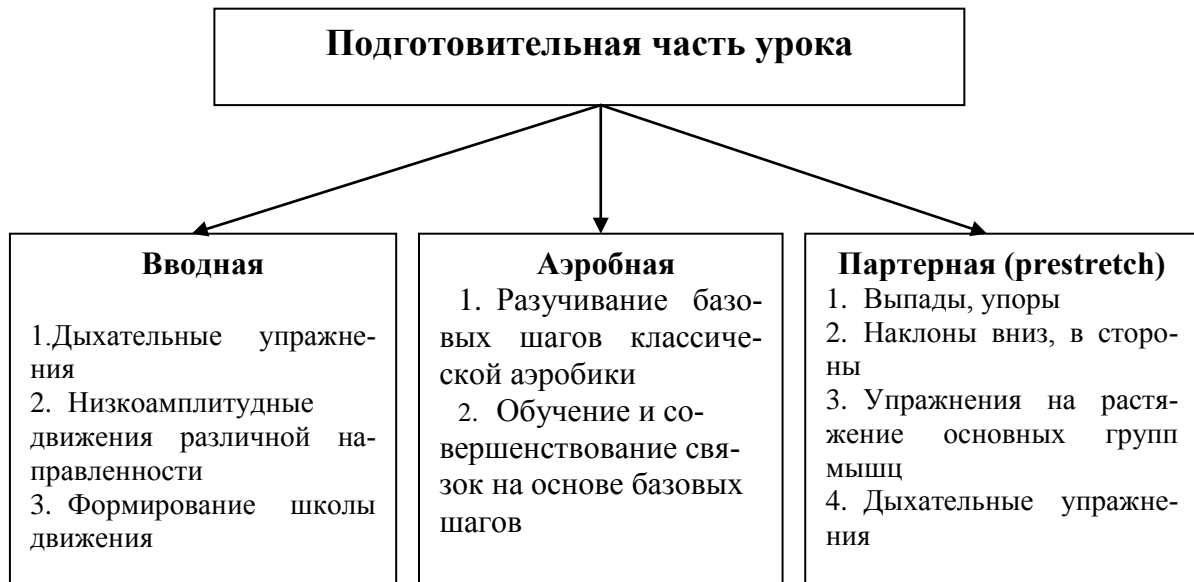 Подготовительная часть урока
Вводная
1.Дыхательные упражне-
ния
2. Низкоамплитудные
движения различной на-
правленности
3. Формирование школы
движения
Аэробная
1. Разучивание базо-
вых шагов классиче-
ской аэробики
2. Обучение и со-
вершенствование свя-
зок на основе базовых
шагов
Партерная (prestretch)
1. Выпады, упоры
2. Наклоны вниз, в сторо-
ны
3. Упражнения на растя-
жение основных групп
мышц
4. Дыхательные упражне-
ния